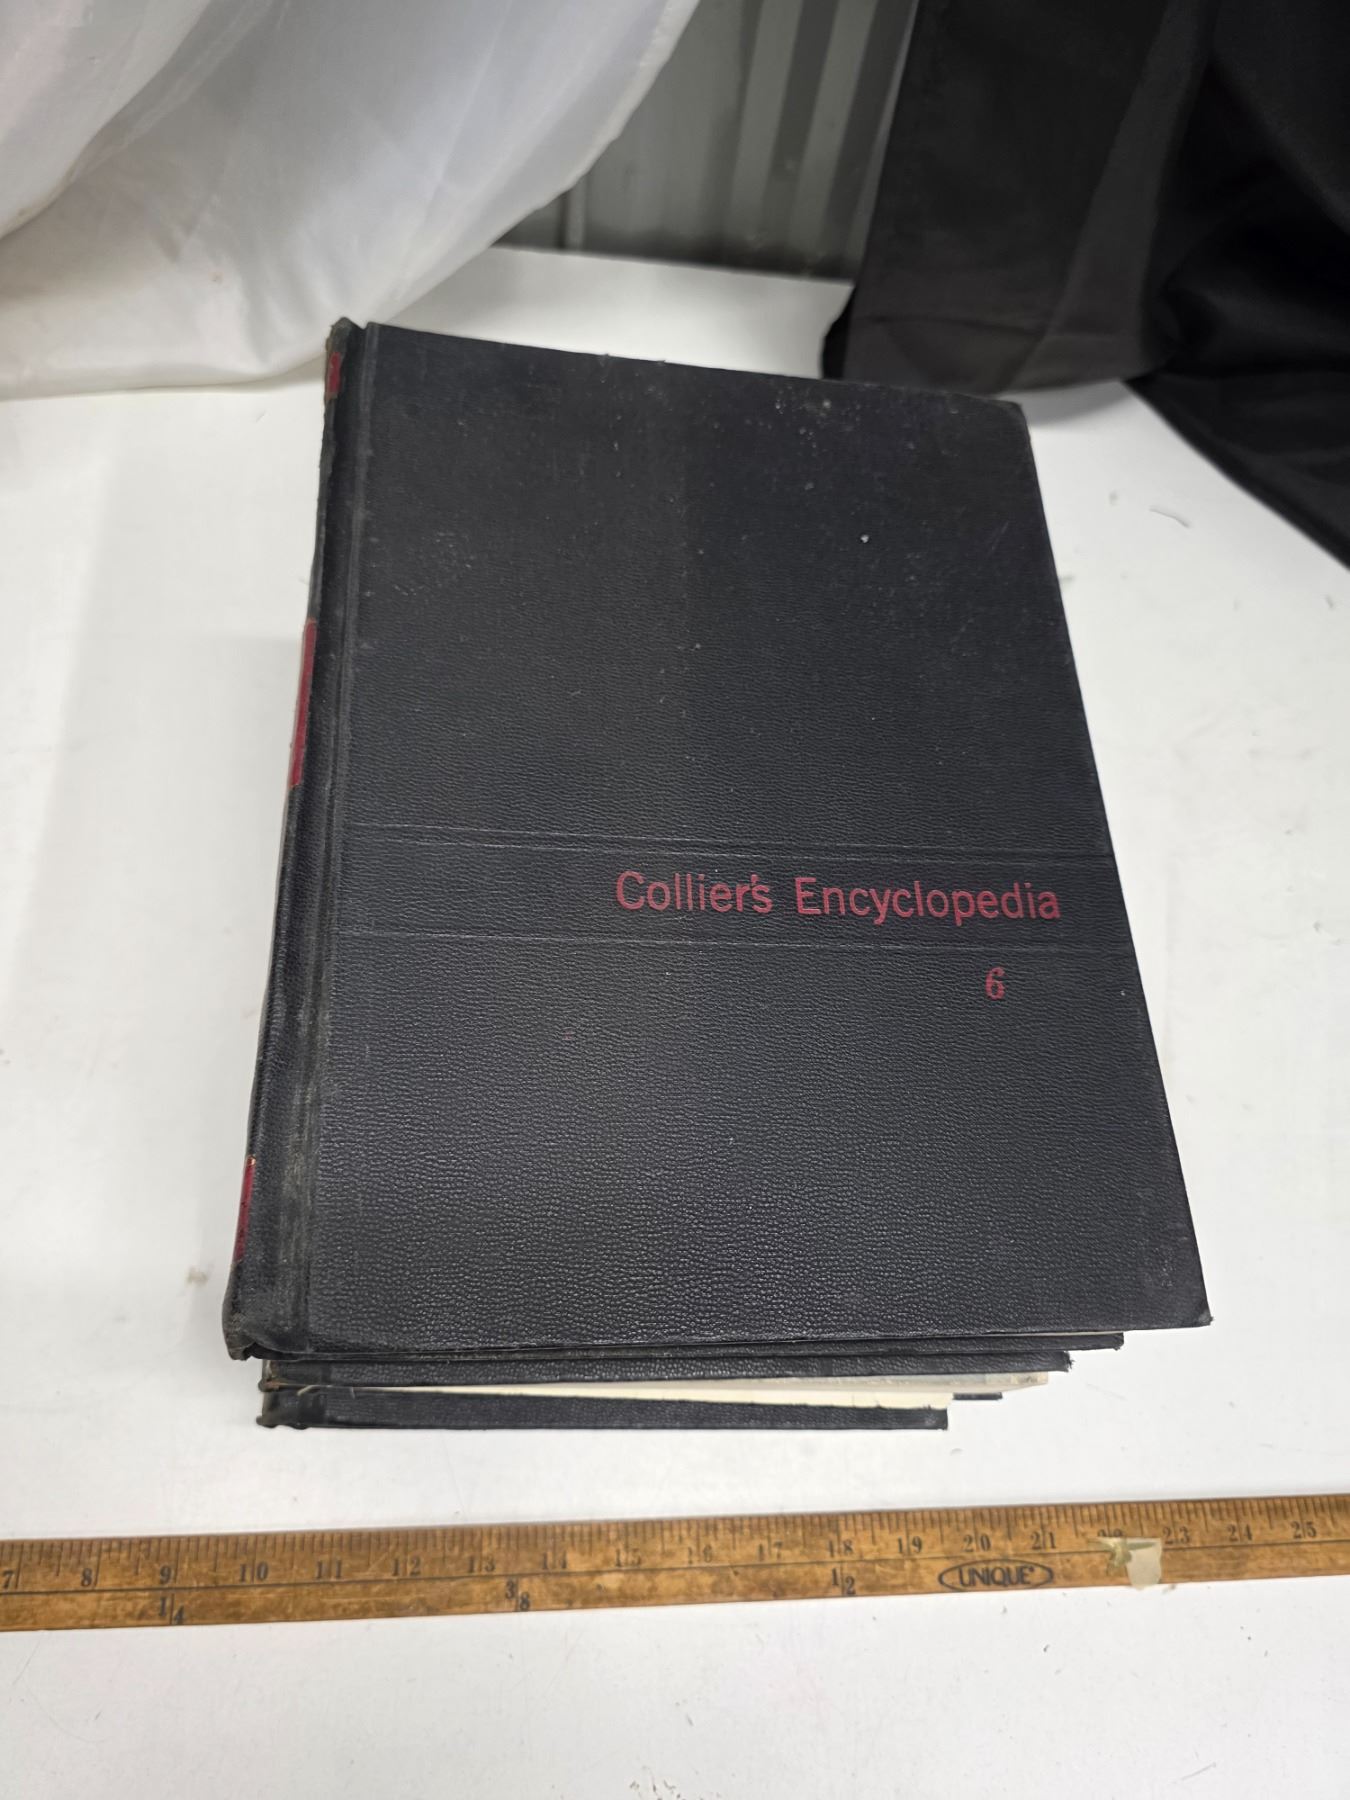 Collier's Encyclopedia
6
7 8 9 10 11 12 13 14 15 16 17 18 19 20 21 22 23 24 25
1/4 3/8 1/2 UNIQUE